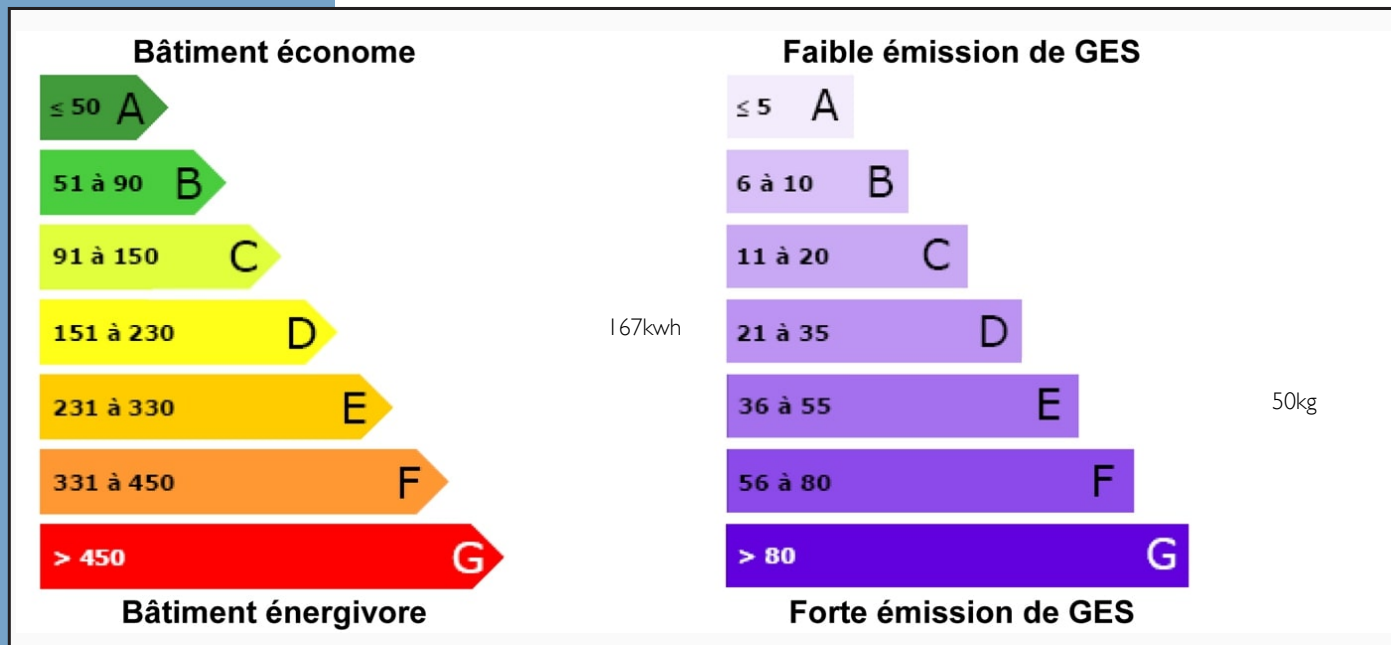 Bâtiment économe
≤ 50 A
51 à 90 B
91 à 150 C
151 à 230 D
167kwh
231 à 330 E
331 à 450 F
> 450 G
Bâtiment énergivore
Faible émission de GES
≤ 5 A
6 à 10 B
11 à 20 C
21 à 35 D
36 à 55 E
50kg
56 à 80 F
> 80 G
Forte émission de GES